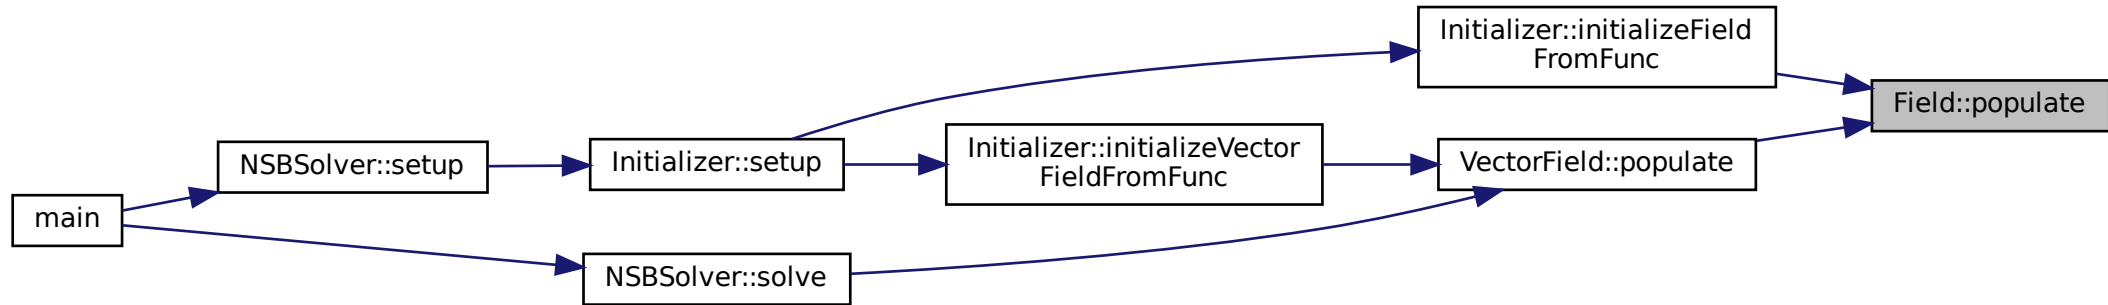 Initializer::initializeField
FromFunc
Field::populate
Initializer::initializeVector
FieldFromFunc
VectorField::populate
Initializer::setup
NSBSolver::setup
main
NSBSolver::solve